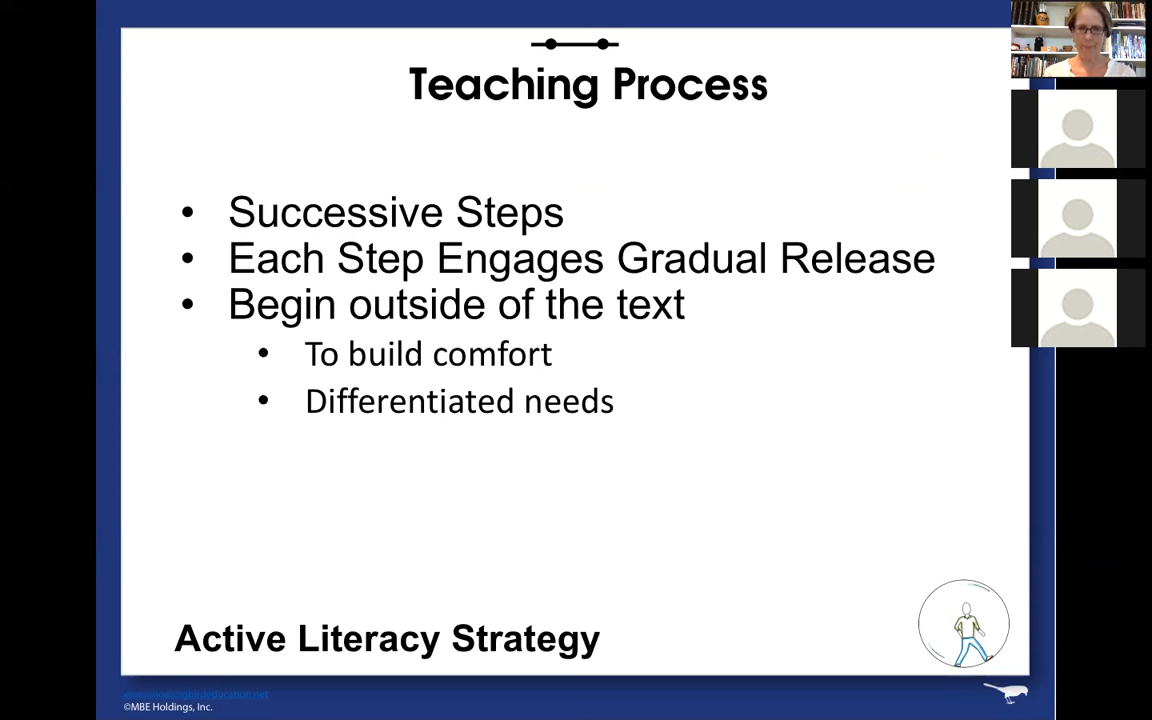 Teaching Process
• Successive Steps
• Each Step Engages Gradual Release
• Begin outside of the text
• To build comfort
• Differentiated needs
Active Literacy Strategy
©MBE Holdings, Inc.